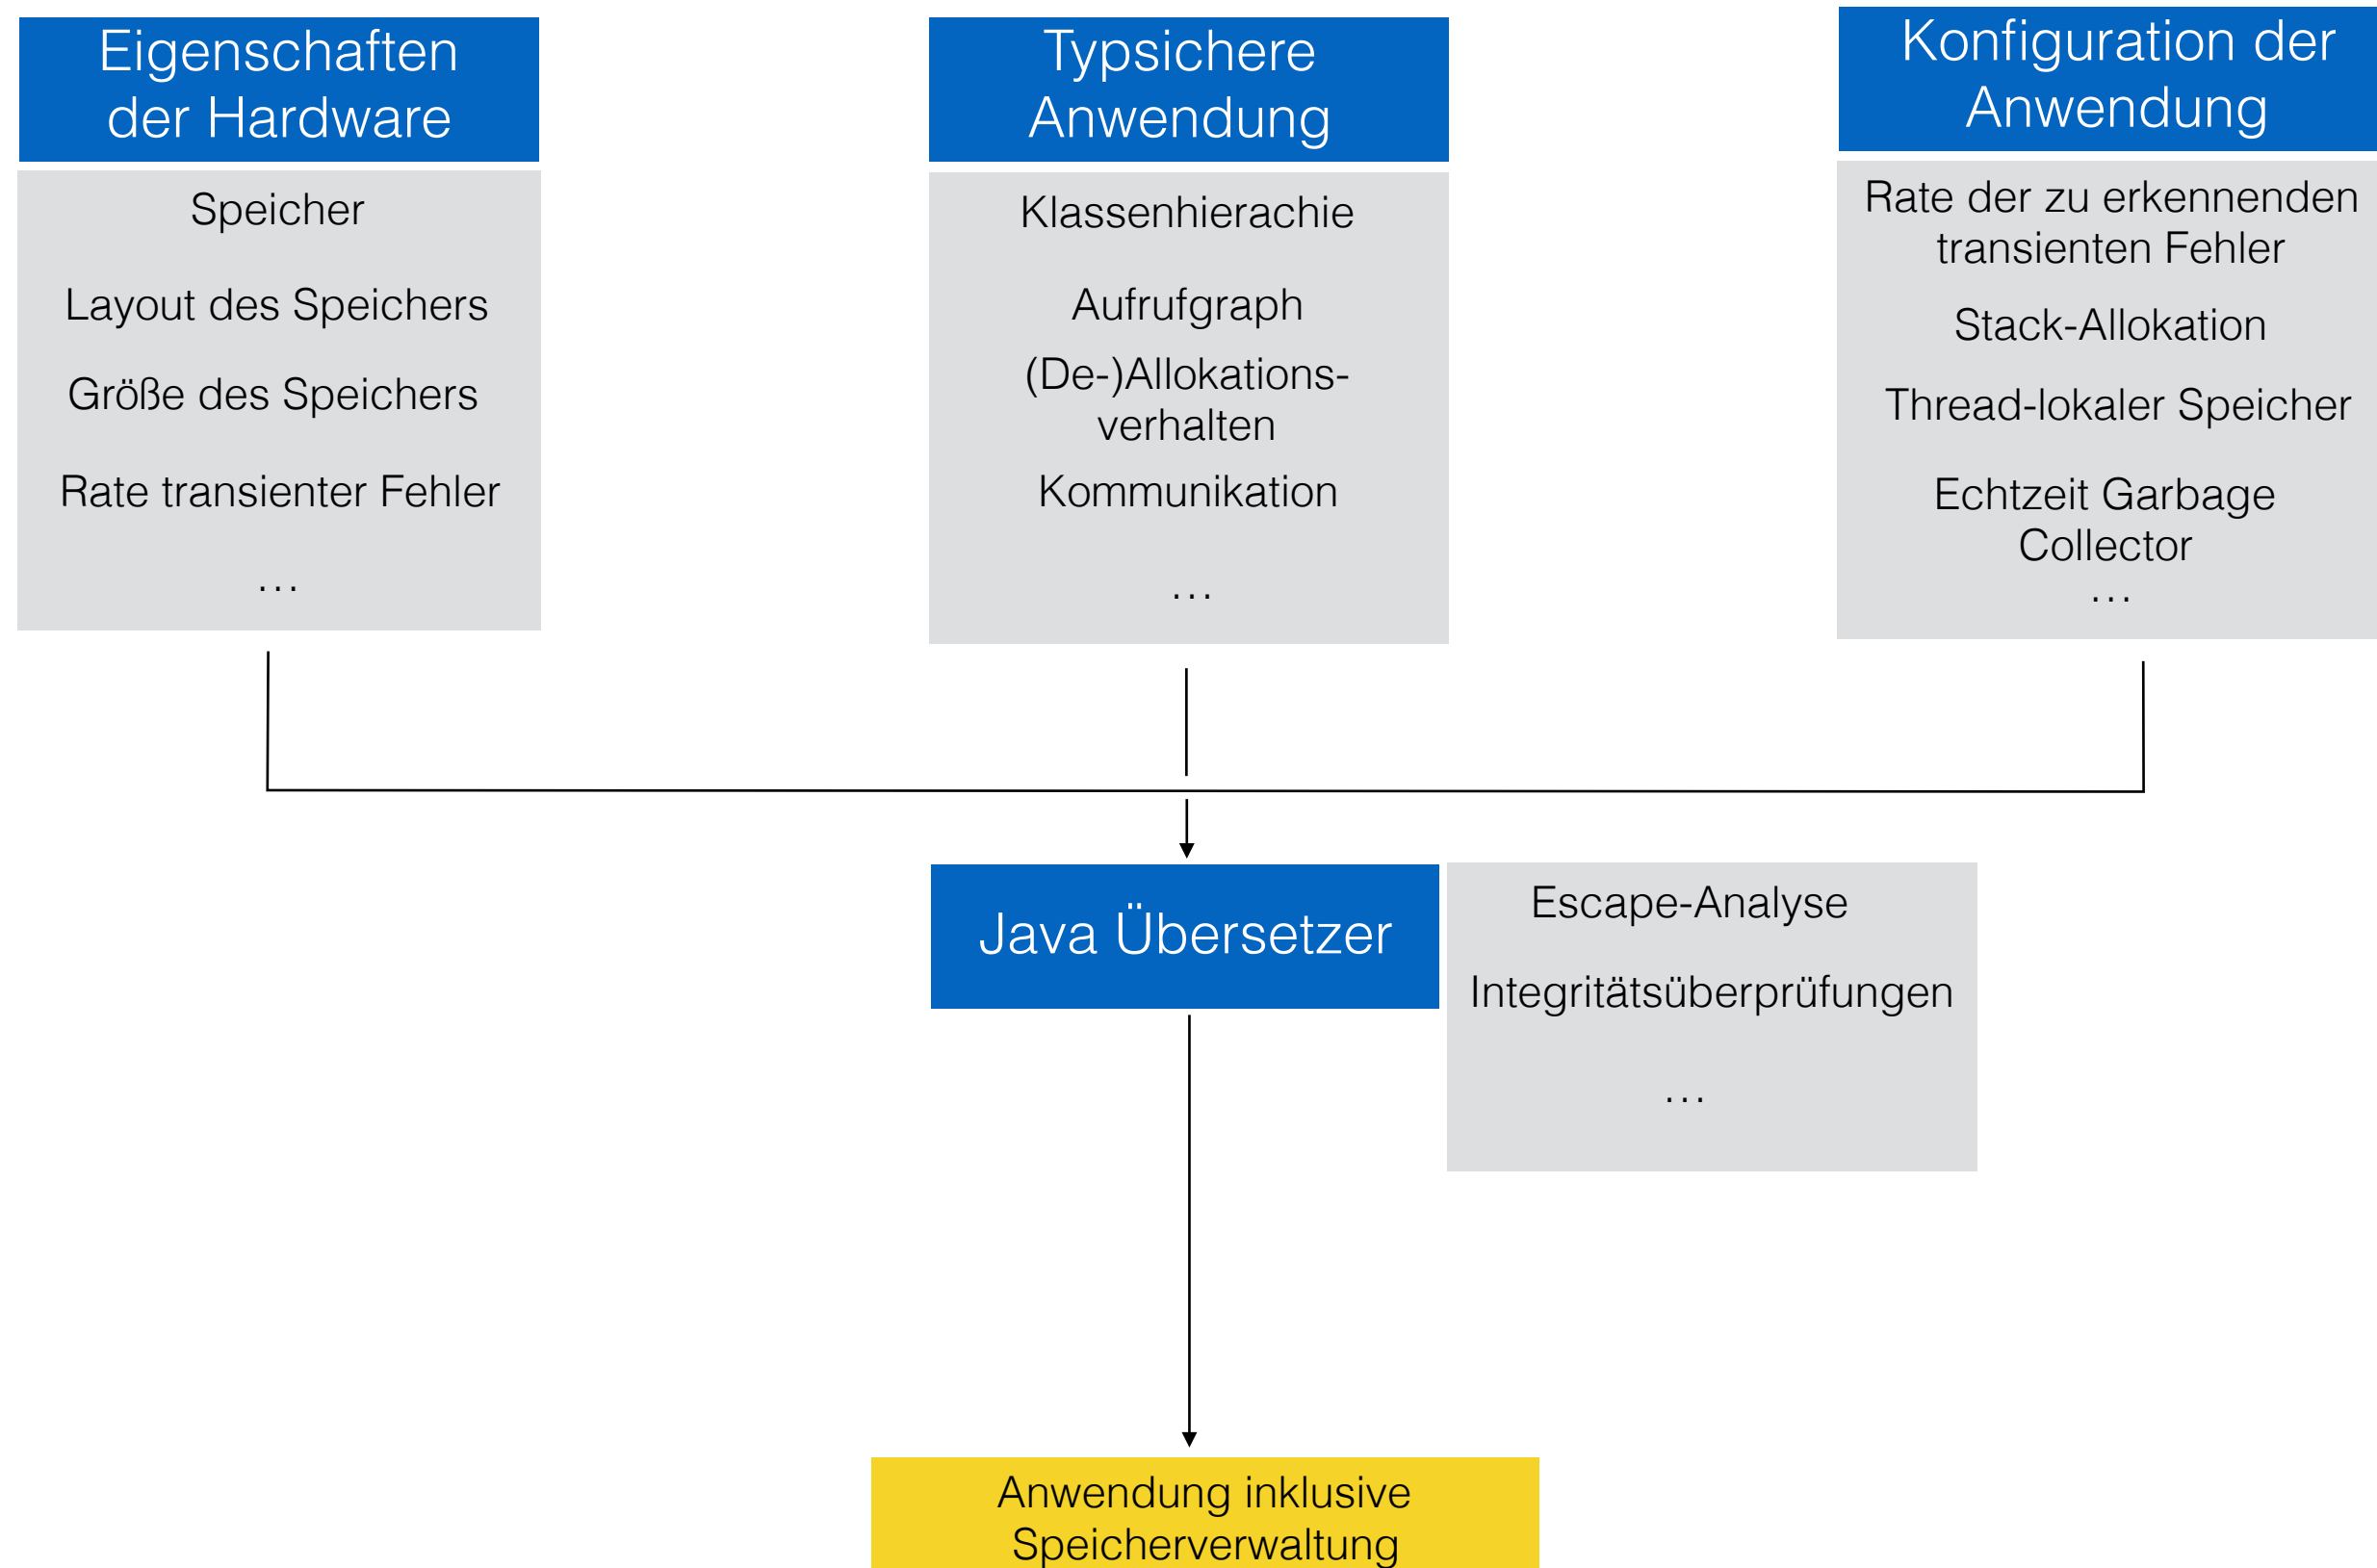 Eigenschaften
der Hardware
Speicher
Layout des Speichers
Größe des Speichers
Rate transienter Fehler
...
Typsichere
Anwendung
Klassenhierachie
Aufrufgraph
(De-)Allokations-
verhalten
Kommunikation
...
Konfiguration der
Anwendung
Rate der zu erkennenden
transienten Fehler
Stack-Allokation
Thread-lokaler Speicher
Echtzeit Garbage
Collector
...
Java Übersetzer
Escape-Analyse
Integritätsüberprüfungen
...
Anwendung inklusive
Speicherverwaltung